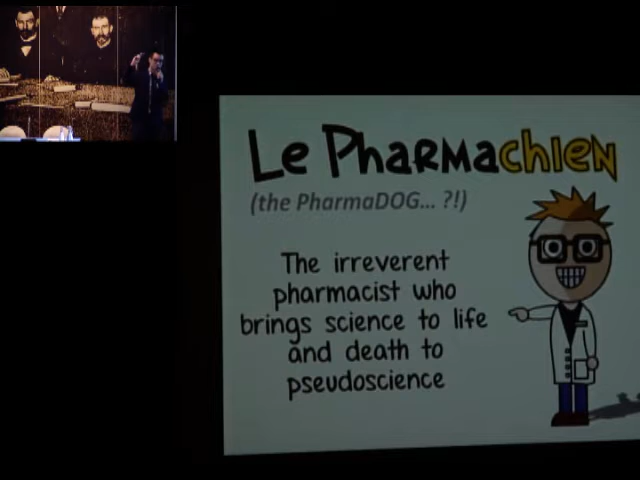 Le Pharmachien
(the PharmaDOG... ?!)
The irreverent
pharmacist who
brings science to life
and death to
pseudoscience